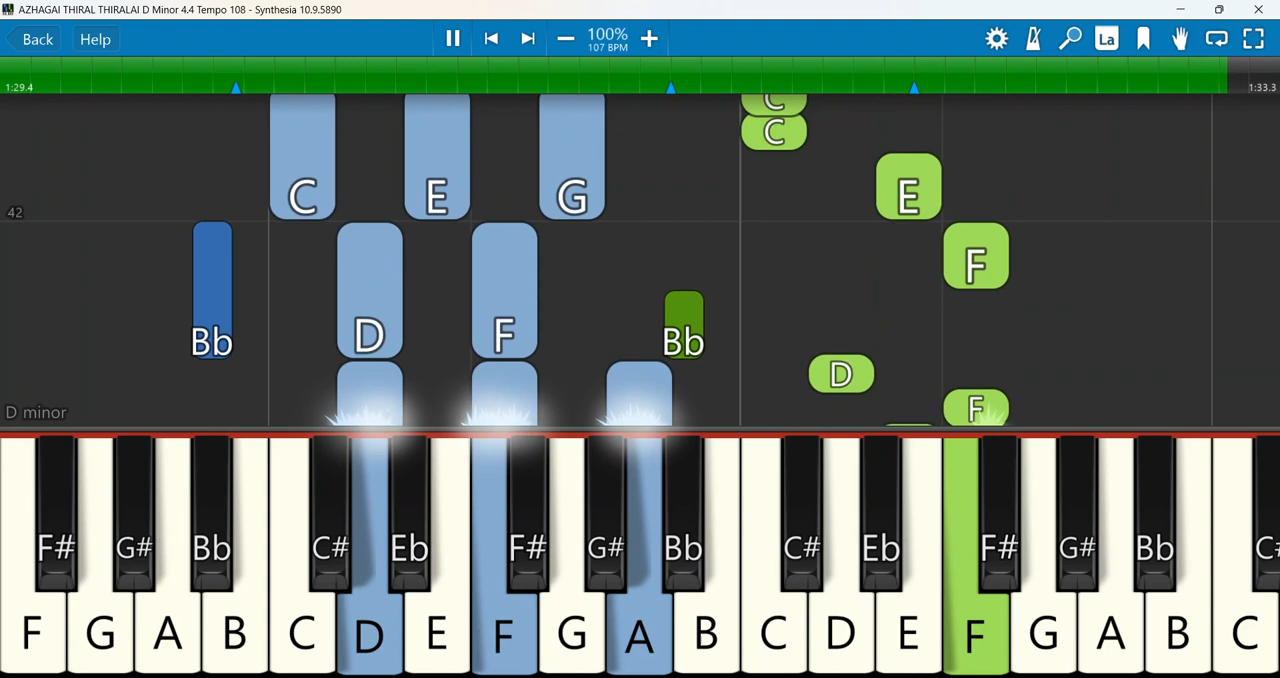 AZHAGAI THIRAL THIRALAI D Minor 4.4 Tempo 108 - Synthesia 10.9.5890
Back Help 100% La
107 BPM
1:29.4 1:33.3
C
C
C E G E
42
F
Bb D F Bb
D
D minor F
F# G# Bb C# Eb F# G# Bb C# Eb F# G# Bb C#
F G A B C D E F G A B C D E F G A B C